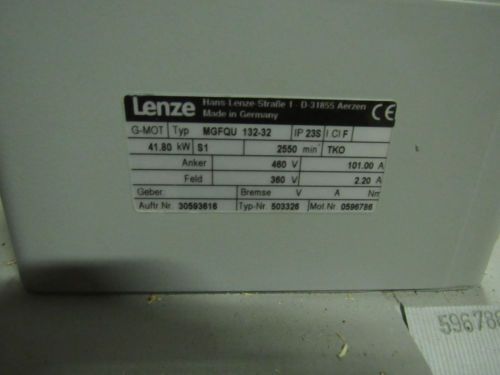 Lenze Hans-Lenze-Straße 1 - D-31855 Aerzen
Made in Germany CE
G-MOT Typ MGFQU 132-32 IP 23S I Cl F
41.80 kW S1 2550 min⁻ TKO
Anker 460 V 101.00 A
Feld 360 V 2.20 A
Geber. Bremse V A Nm
Auftr.Nr. 30593616 Typ-Nr 503326 Mot.Nr 0596786
596786